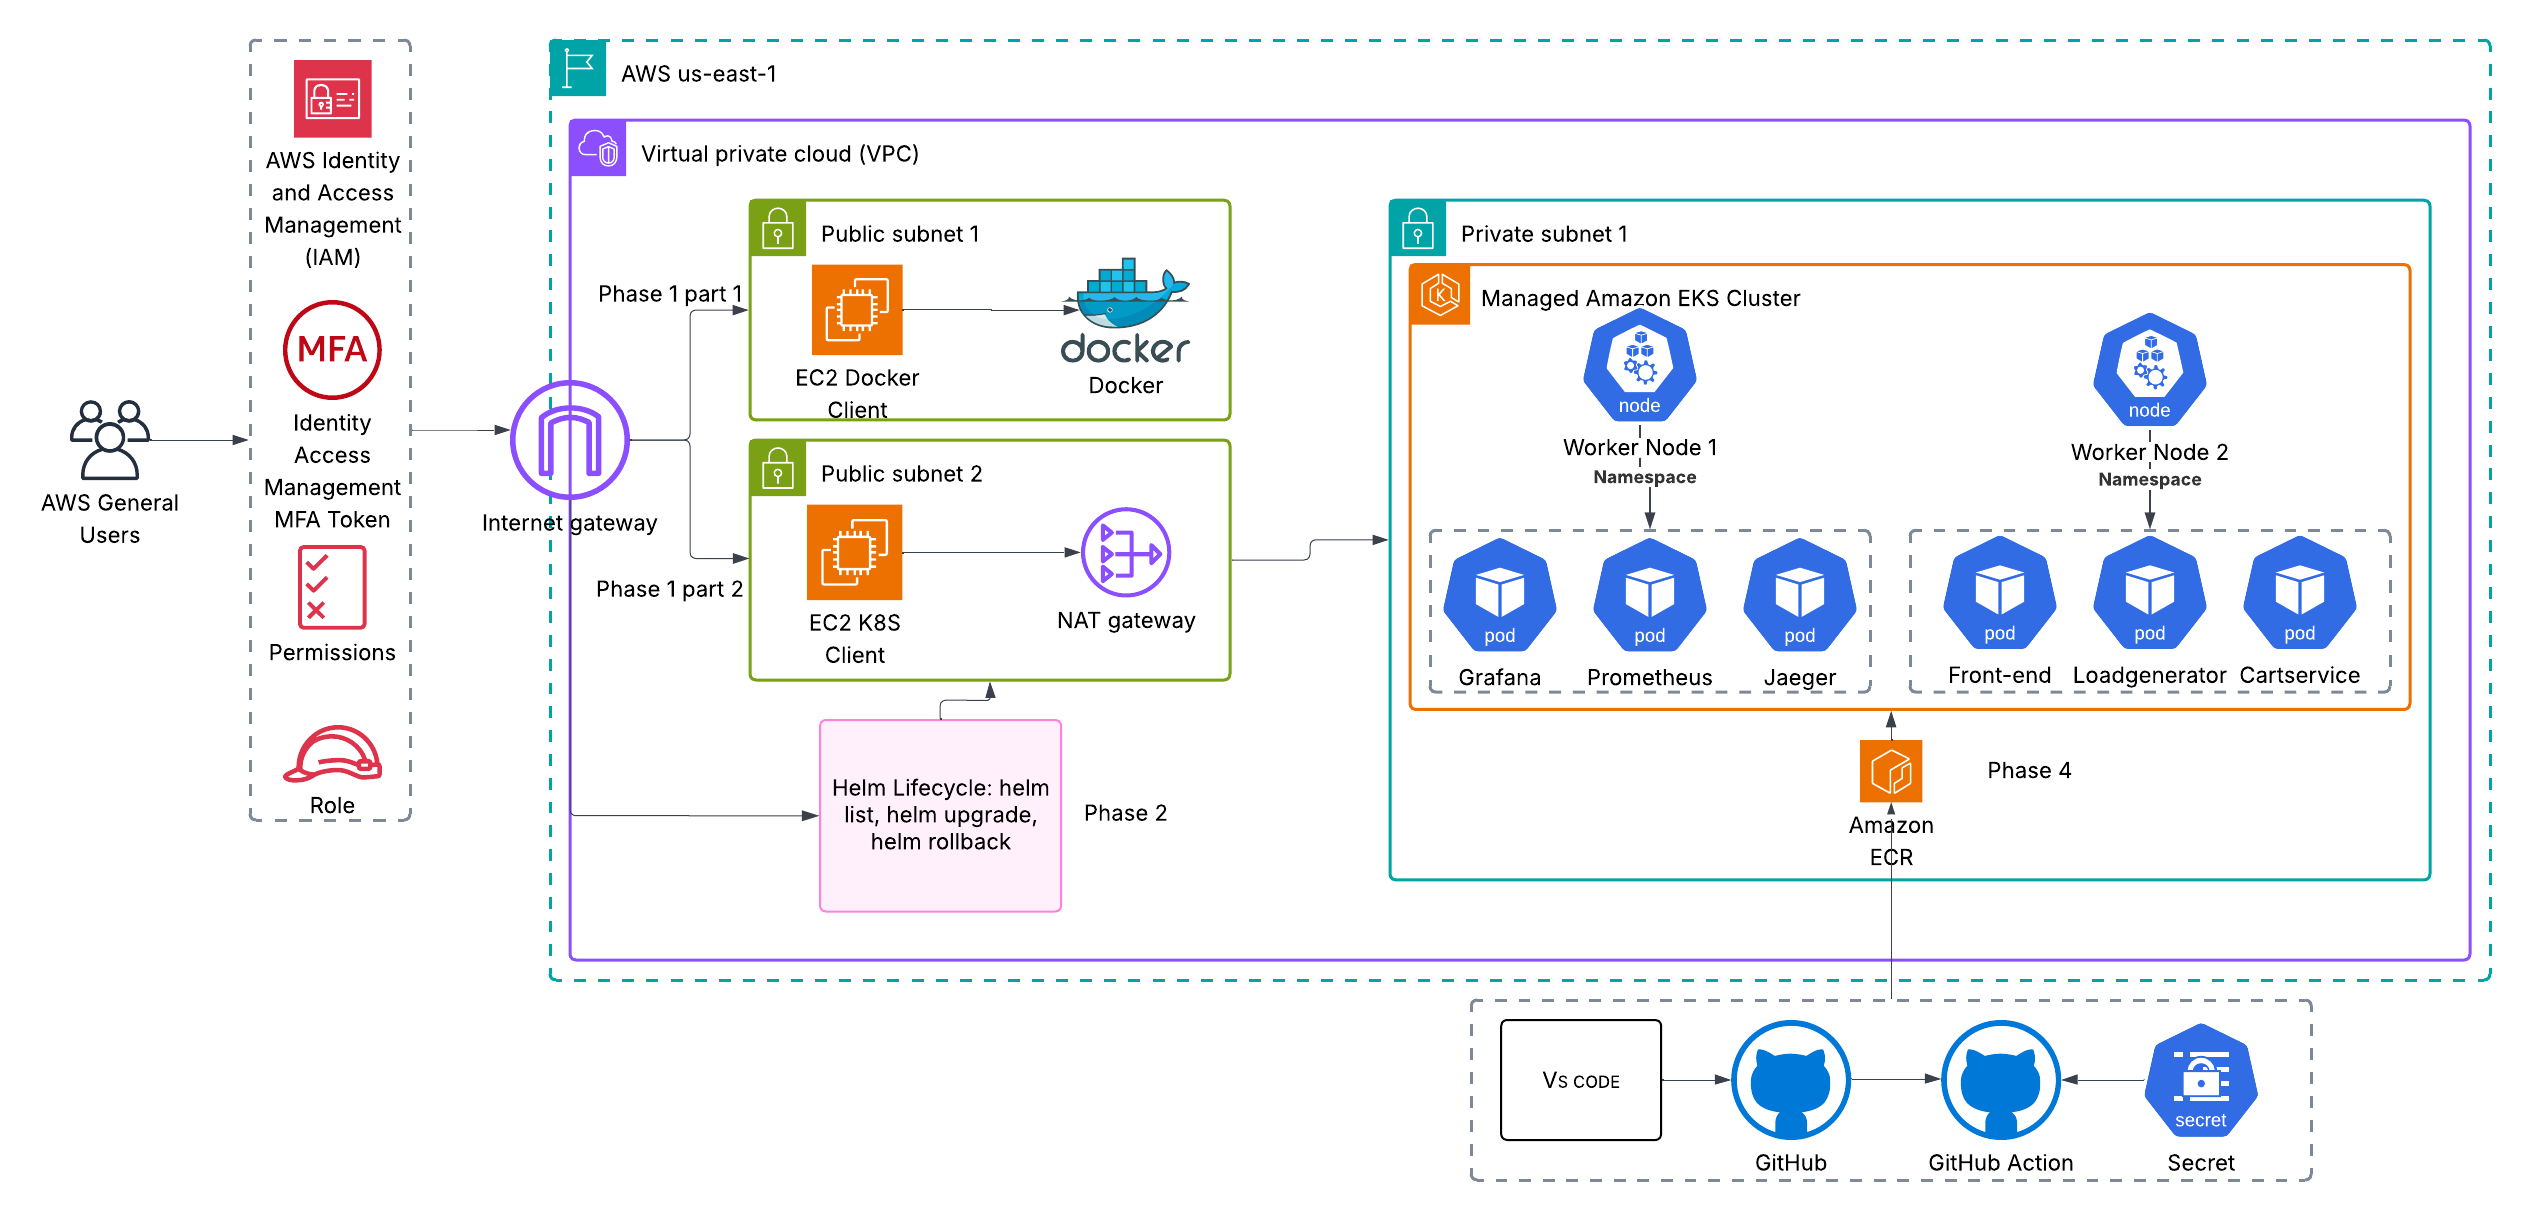 AWS us-east-1
Virtual private cloud (VPC)
AWS General
Users
AWS Identity
and Access
Management
(IAM)
MFA
Identity
Access
Management
MFA Token
Permissions
Role
Internet gateway
Phase 1 part 1
Phase 1 part 2
Public subnet 1
EC2 Docker
Client
docker
Docker
Public subnet 2
EC2 K8S
Client
NAT gateway
Helm Lifecycle: helm
list, helm upgrade,
helm rollback
Phase 2
Private subnet 1
Managed Amazon EKS Cluster
K
node
Worker Node 1
Namespace
node
Worker Node 2
Namespace
pod
Grafana
pod
Prometheus
pod
Jaeger
pod
Front-end
pod
Loadgenerator
pod
Cartservice
Amazon
ECR
Phase 4
Vs code
GitHub
GitHub Action
secret
Secret